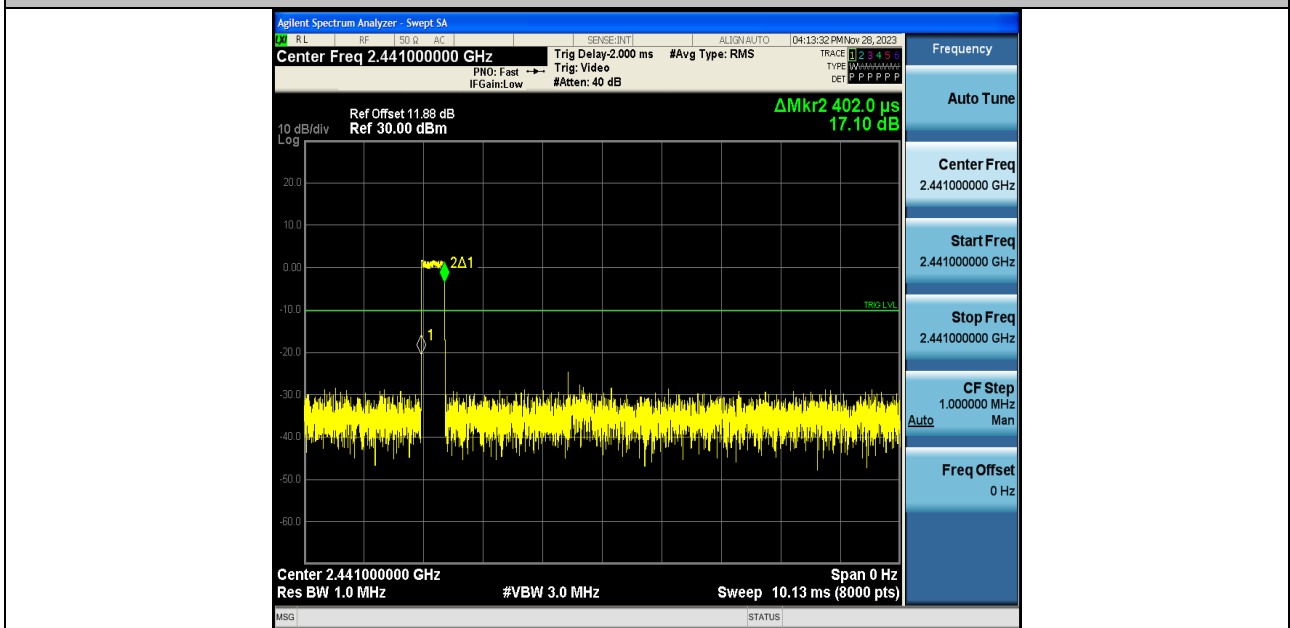 Agilent Spectrum Analyzer - Swept SA
LXI RL RF 50 Ω AC SENSE:INT ALIGN AUTO 04:13:32 PM Nov 28, 2023
Center Freq 2.441000000 GHz
PNO: Fast
IFGain:Low
Trig Delay-2.000 ms
Trig: Video
#Atten: 40 dB
#Avg Type: RMS
TRACE 1 2 3 4 5 6
TYPE WWWWWW
DET P P P P P P
ΔMkr2 402.0 µs
17.10 dB
Ref Offset 11.88 dB
10 dB/div Ref 30.00 dBm
Log
20.0
10.0
0.00
-10.0
-20.0
-30.0
-40.0
-50.0
-60.0
2Δ1
1
TRIG LVL
Center 2.441000000 GHz Span 0 Hz
Res BW 1.0 MHz #VBW 3.0 MHz Sweep 10.13 ms (8000 pts)
MSG STATUS
Frequency
Auto Tune
Center Freq
2.441000000 GHz
Start Freq
2.441000000 GHz
Stop Freq
2.441000000 GHz
CF Step
1.000000 MHz
Auto Man
Freq Offset
0 Hz